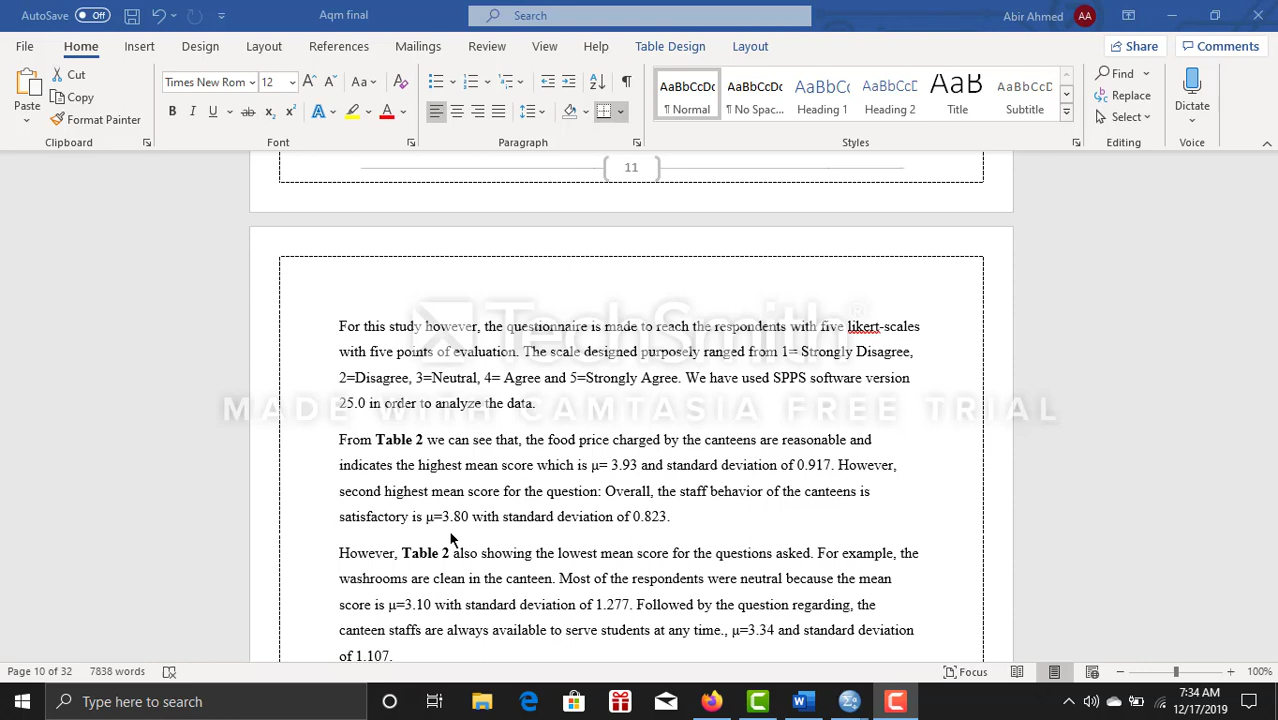 AutoSave Off Aqm final Search Abir Ahmed AA
File Home Insert Design Layout References Mailings Review View Help Table Design Layout Share Comments
Paste Cut Copy Format Painter Clipboard
Times New Rom 12 Aa B I U ab x₂ x² A A Font
Paragraph
AaBbCcDc ¶ Normal AaBbCcDc ¶ No Spac... AaBbCc Heading 1 AaBbCcD Heading 2 AaB Title AaBbCcD Subtitle Styles
Find Replace Select Editing
Dictate Voice
11
For this study however, the questionnaire is made to reach the respondents with five likert-scales
with five points of evaluation. The scale designed purposely ranged from 1= Strongly Disagree,
2=Disagree, 3=Neutral, 4= Agree and 5=Strongly Agree. We have used SPPS software version
25.0 in order to analyze the data.
TechSmith®
MADE WITH CAMTASIA FREE TRIAL
From Table 2 we can see that, the food price charged by the canteens are reasonable and
indicates the highest mean score which is μ= 3.93 and standard deviation of 0.917. However,
second highest mean score for the question: Overall, the staff behavior of the canteens is
satisfactory is μ=3.80 with standard deviation of 0.823.
However, Table 2 also showing the lowest mean score for the questions asked. For example, the
washrooms are clean in the canteen. Most of the respondents were neutral because the mean
score is μ=3.10 with standard deviation of 1.277. Followed by the question regarding, the
canteen staffs are always available to serve students at any time., μ=3.34 and standard deviation
of 1.107.
Page 10 of 32 7838 words Focus 100%
Type here to search
7:34 AM
12/17/2019